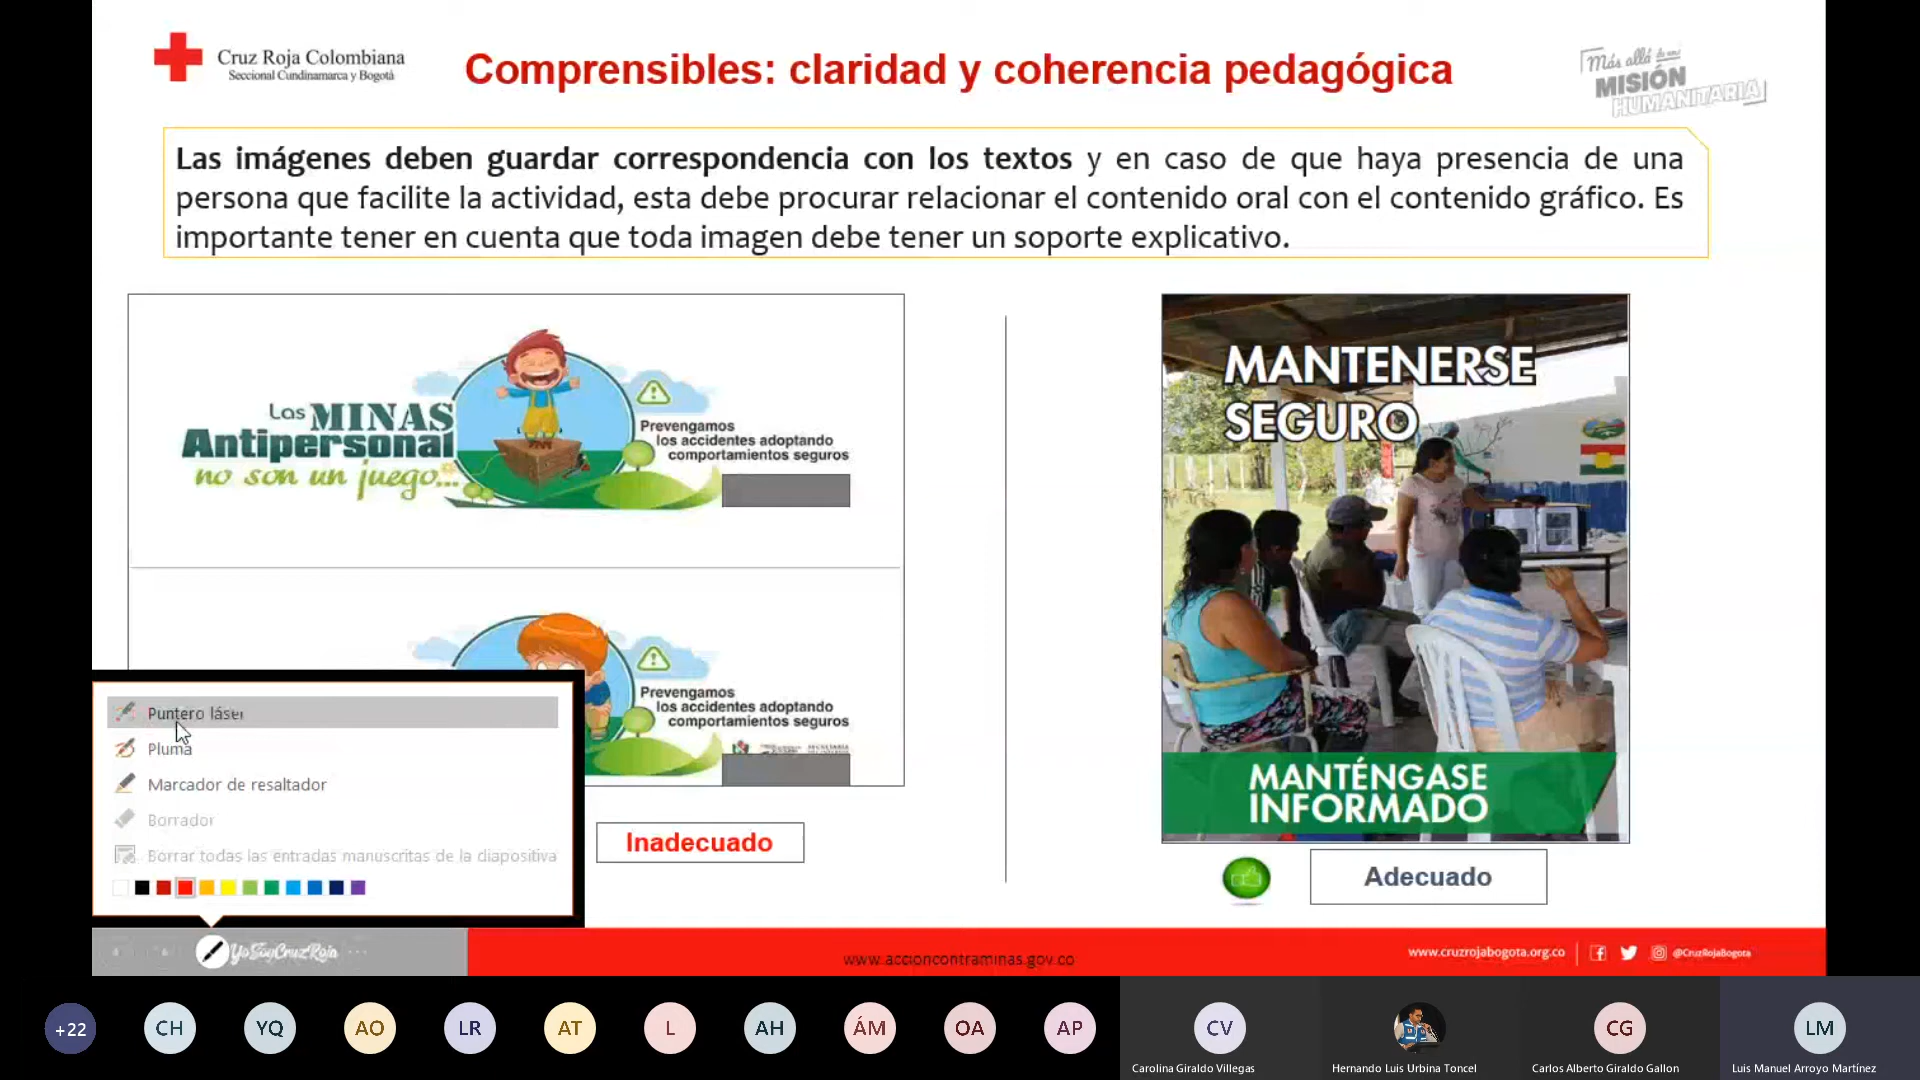 Cruz Roja Colombiana
Seccional Cundinamarca y Bogotá
Comprensibles: claridad y coherencia pedagógica
Más allá de una
MISIÓN
HUMANITARIA
Las imágenes deben guardar correspondencia con los textos y en caso de que haya presencia de una
persona que facilite la actividad, esta debe procurar relacionar el contenido oral con el contenido gráfico. Es
importante tener en cuenta que toda imagen debe tener un soporte explicativo.
Las MINAS
Antipersonal
no son un juego...
Prevengamos
los accidentes adoptando
comportamientos seguros
Prevengamos
los accidentes adoptando
comportamientos seguros
MANTENERSE
SEGURO
MANTÉNGASE
INFORMADO
Puntero láser
Pluma
Marcador de resaltador
Borrador
Borrar todas las entradas manuscritas de la diapositiva
Inadecuado
Adecuado
YoSoyCruzRoja
www.accioncontraminas.gov.co
www.cruzrojabogota.org.co
@CruzRojaBogota
+22
CH
YQ
AO
LR
AT
L
AH
ÁM
OA
AP
CV
CG
LM
Carolina Giraldo Villegas
Hernando Luis Urbina Toncel
Carlos Alberto Giraldo Gallon
Luis Manuel Arroyo Martínez